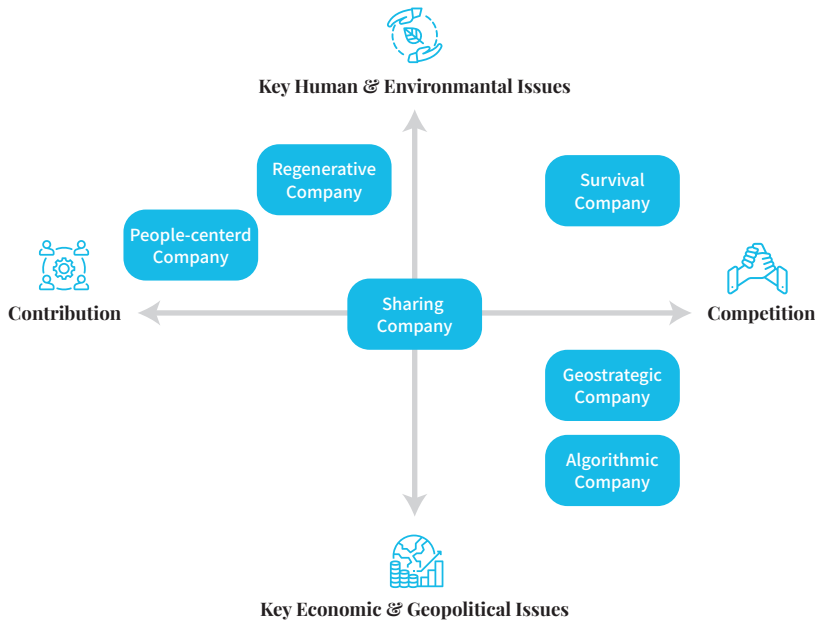 Key Human & Environmantal Issues
Regenerative
Company
Survival
Company
People-centerd
Company
Contribution
Sharing
Company
Competition
Geostrategic
Company
Algorithmic
Company
Key Economic & Geopolitical Issues